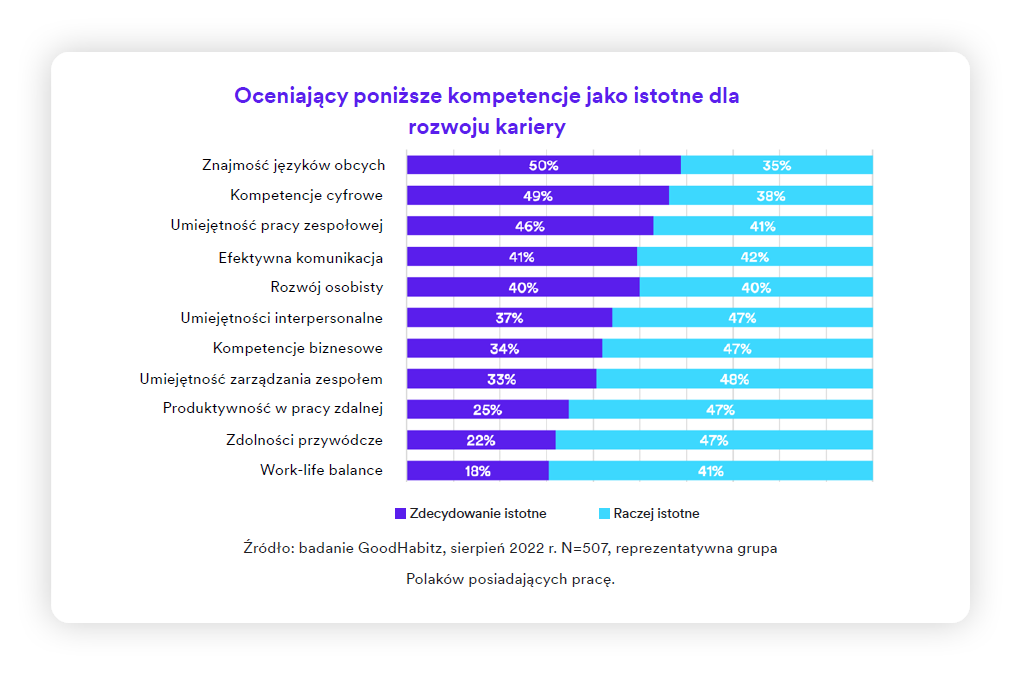 Oceniający poniższe kompetencje jako istotne dla
rozwoju kariery
Znajmość języków obcych 50% 35%
Kompetencje cyfrowe 49% 38%
Umiejętność pracy zespołowej 46% 41%
Efektywna komunikacja 41% 42%
Rozwój osobisty 40% 40%
Umiejętności interpersonalne 37% 47%
Kompetencje biznesowe 34% 47%
Umiejętność zarządzania zespołem 33% 48%
Produktywność w pracy zdalnej 25% 47%
Zdolności przywódcze 22% 47%
Work-life balance 18% 41%
Zdecydowanie istotne Raczej istotne
Źródło: badanie GoodHabitz, sierpień 2022 r. N=507, reprezentatywna grupa
Polaków posiadających pracę.